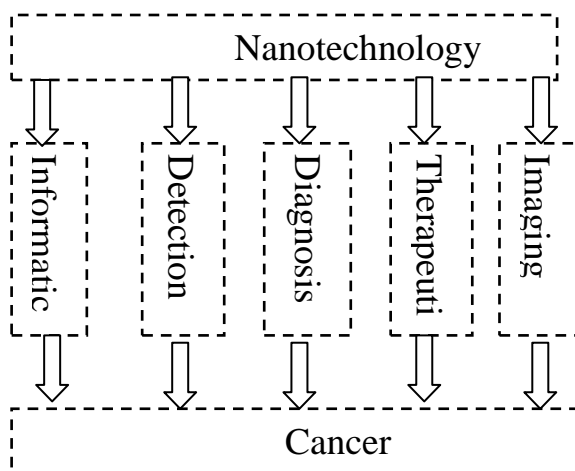 Nanotechnology
Informatic
Detection
Diagnosis
Therapeuti
Imaging
Cancer